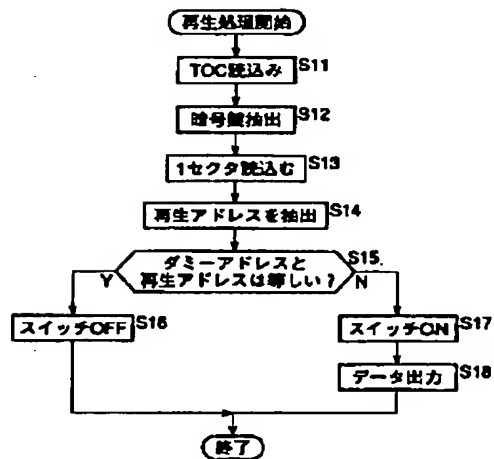 再生処理開始
TOC読込み S11
暗号鍵抽出 S12
1セクタ読込む S13
再生アドレスを抽出 S14
ダミーアドレスと
再生アドレスは等しい? S15
Y N
スイッチOFF S16
スイッチON S17
データ出力 S18
終了